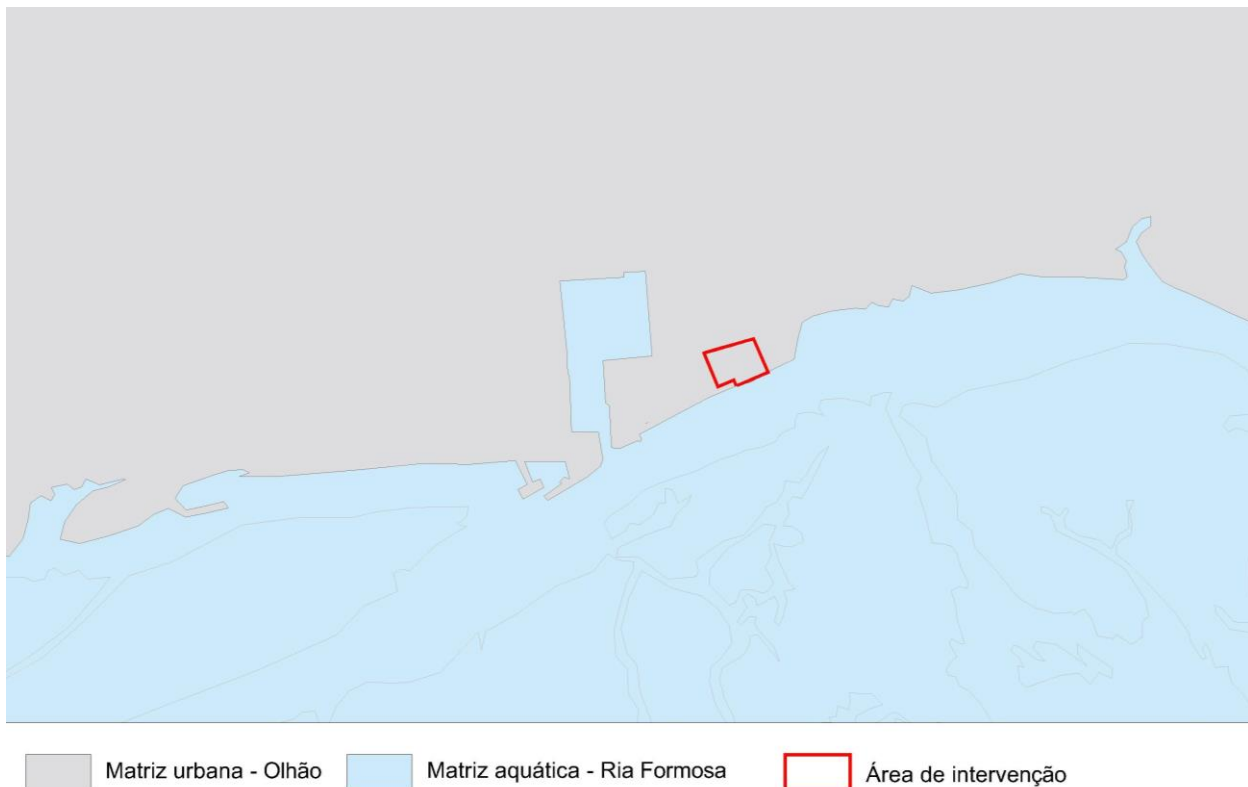 Matriz urbana - Olhão
Matriz aquática - Ria Formosa
Área de intervenção